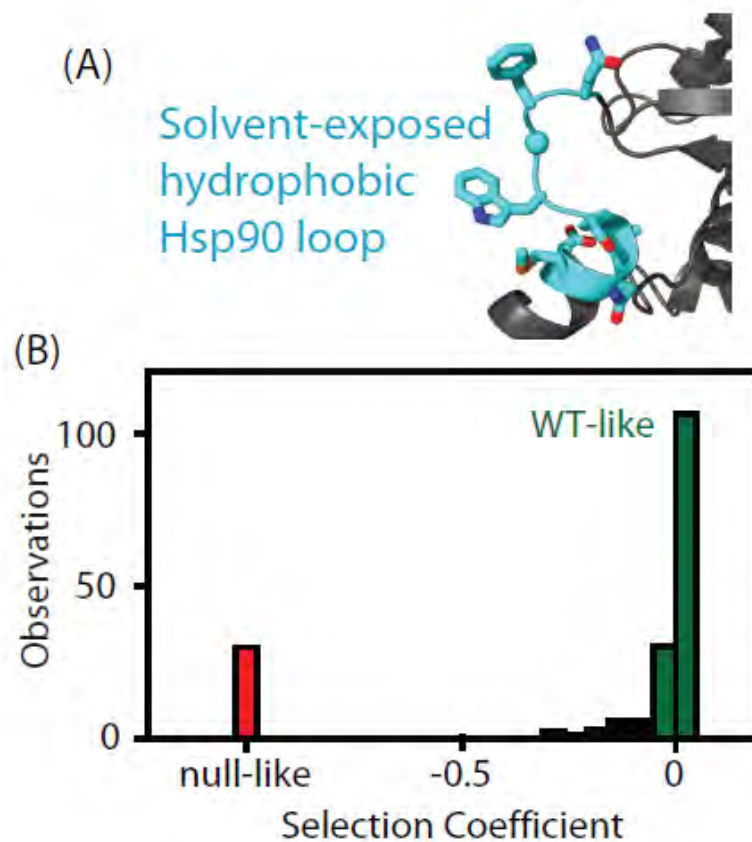 (A)
Solvent-exposed
hydrophobic
Hsp90 loop
(B)
WT-like
100
Observations
50
0
null-like -0.5 0
Selection Coefficient